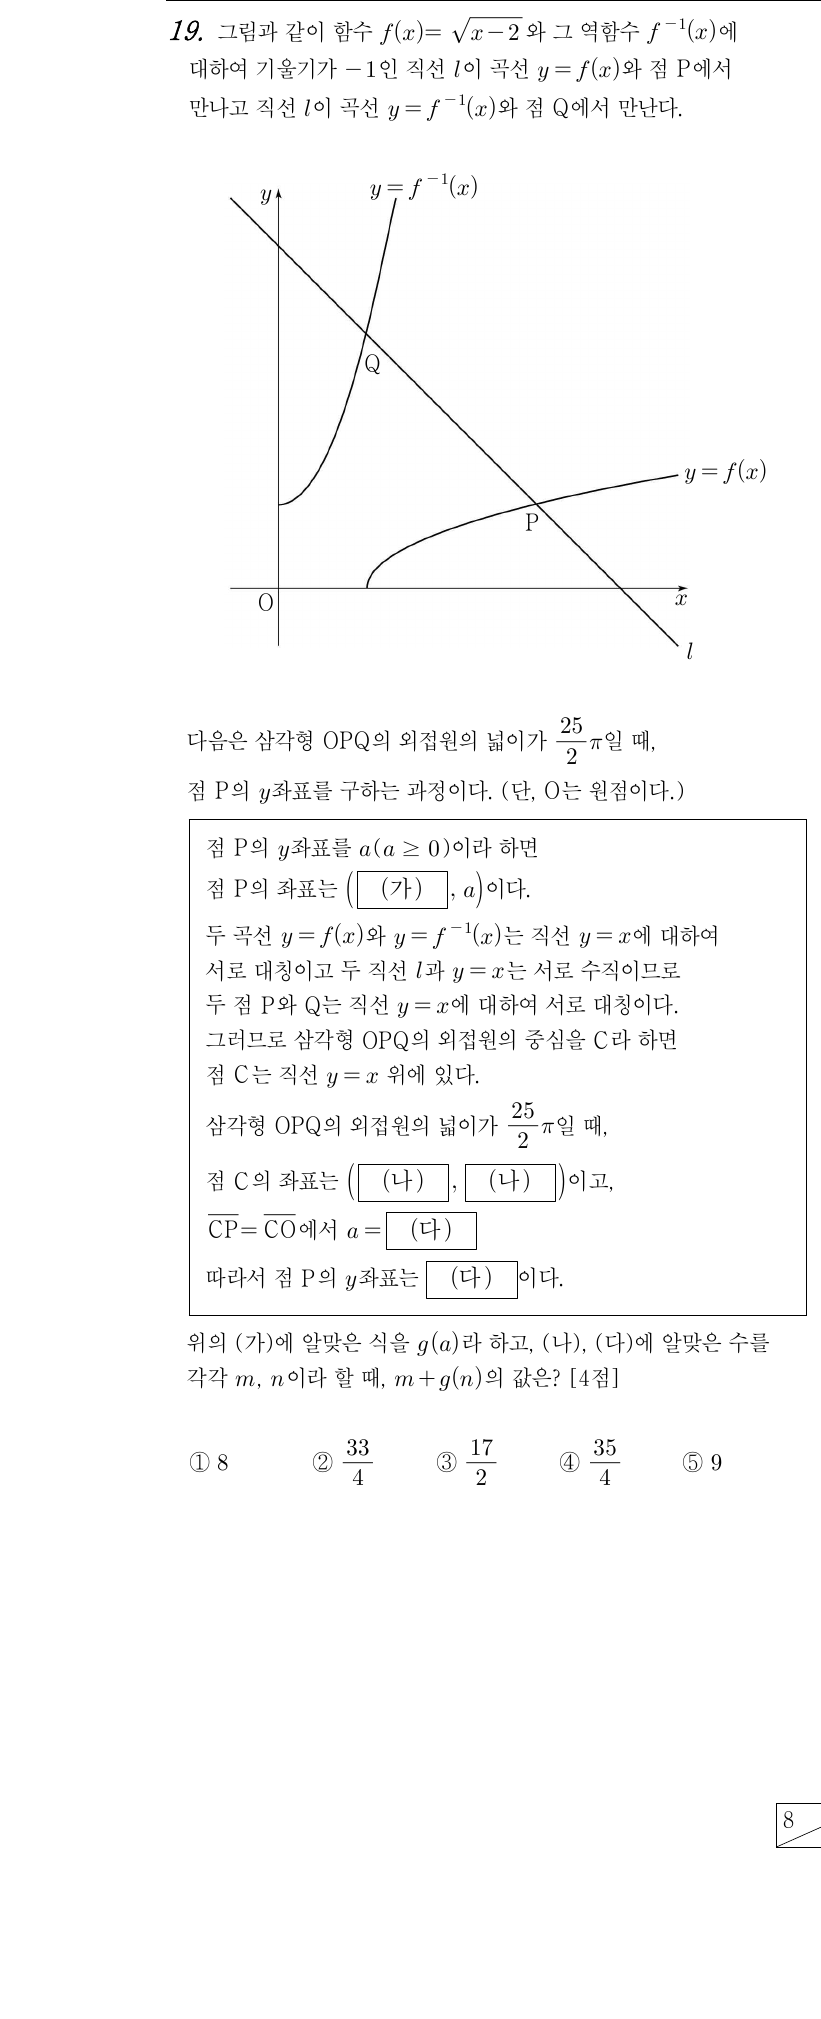 19. 그림과 같이 함수 f(x)=√(x−2) 와 그 역함수 f⁻¹(x)에
대하여 기울기가 −1인 직선 l이 곡선 y=f(x)와 점 P에서
만나고 직선 l이 곡선 y=f⁻¹(x)와 점 Q에서 만난다.
y
y=f⁻¹(x)
Q
y=f(x)
P
O
x
l
다음은 삼각형 OPQ의 외접원의 넓이가 25/2 π일 때,
점 P의 y좌표를 구하는 과정이다. (단, O는 원점이다.)
점 P의 y좌표를 a(a ≥ 0)이라 하면
점 P의 좌표는 ( (가) , a)이다.
두 곡선 y=f(x)와 y=f⁻¹(x)는 직선 y=x에 대하여
서로 대칭이고 두 직선 l과 y=x는 서로 수직이므로
두 점 P와 Q는 직선 y=x에 대하여 서로 대칭이다.
그러므로 삼각형 OPQ의 외접원의 중심을 C라 하면
점 C는 직선 y=x 위에 있다.
삼각형 OPQ의 외접원의 넓이가 25/2 π일 때,
점 C의 좌표는 ( (나) , (나) )이고,
C̅P̅=C̅O̅에서 a= (다)
따라서 점 P의 y좌표는 (다) 이다.
위의 (가)에 알맞은 식을 g(a)라 하고, (나), (다)에 알맞은 수를
각각 m, n이라 할 때, m+g(n)의 값은? [4점]
① 8 ② 33/4 ③ 17/2 ④ 35/4 ⑤ 9
8